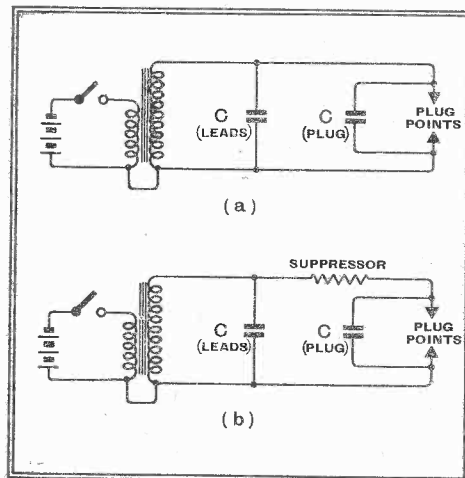 C
(LEADS)
C
(PLUG)
PLUG
POINTS
(a)
SUPPRESSOR
C
(LEADS)
C
(PLUG)
PLUG
POINTS
(b)